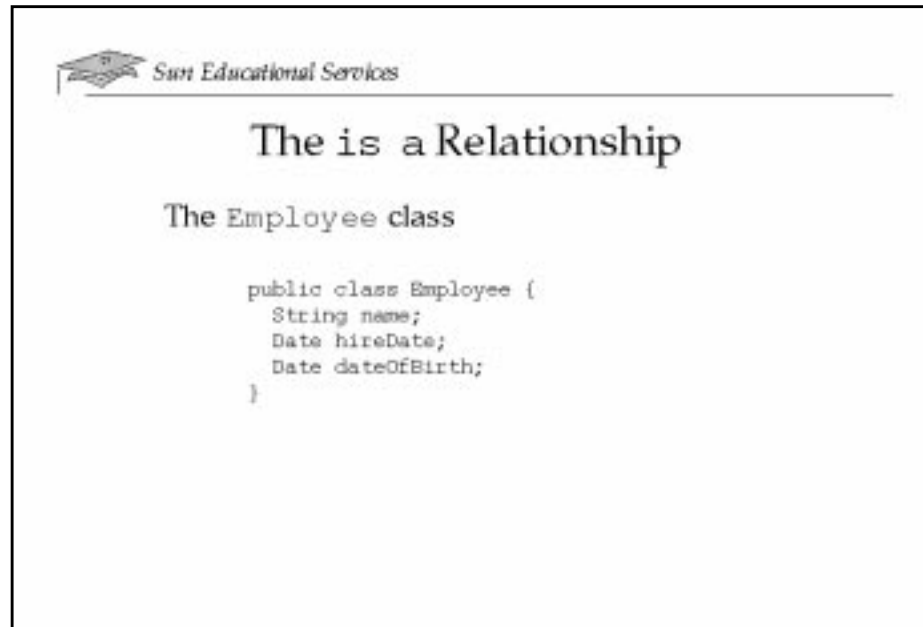 Sun Educational Services
The is a Relationship
The Employee class
public class Employee {
  String name;
  Date hireDate;
  Date dateOfBirth;
}